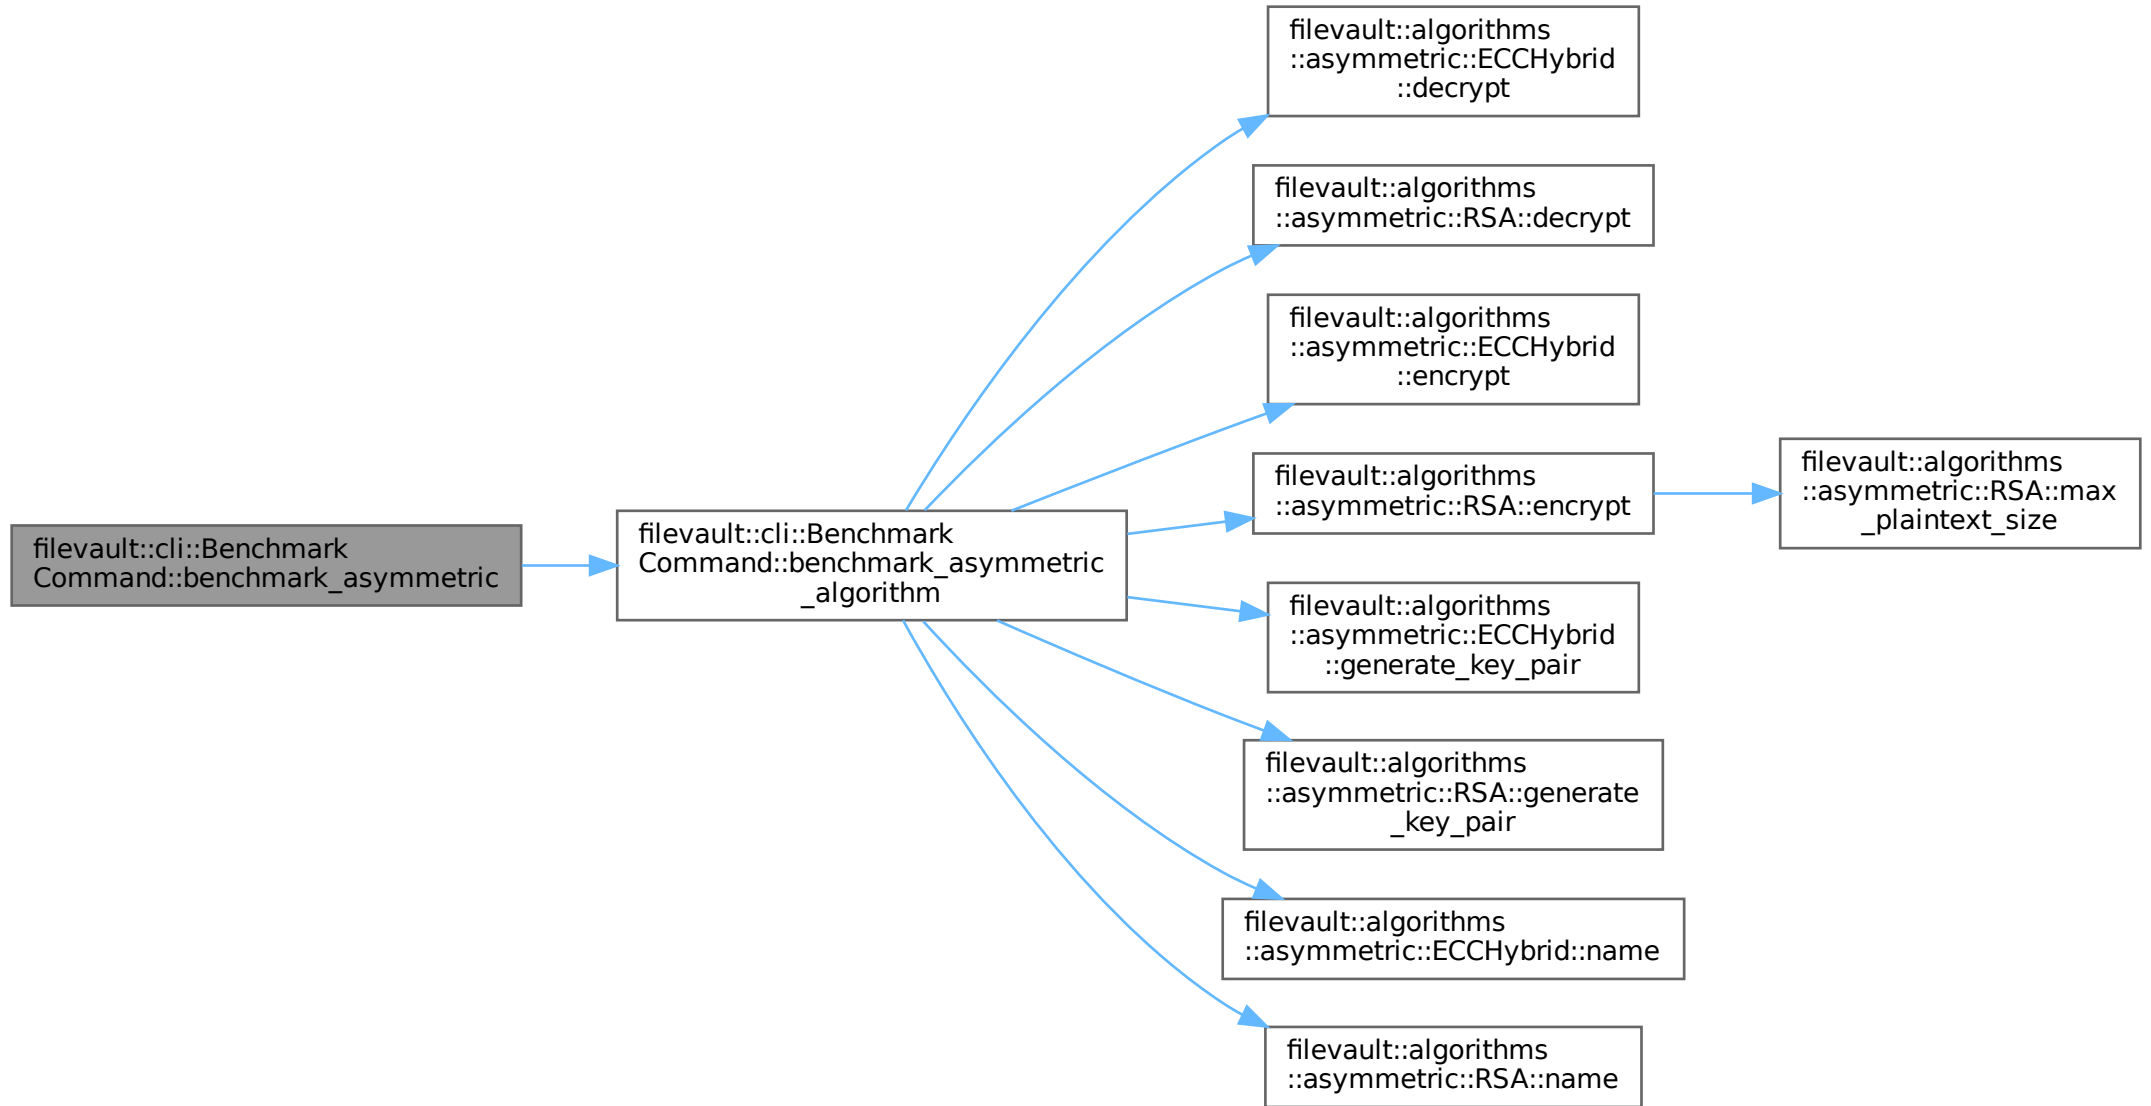 filevault::cli::Benchmark
Command::benchmark_asymmetric
filevault::cli::Benchmark
Command::benchmark_asymmetric
_algorithm
filevault::algorithms
::asymmetric::ECCHybrid
::decrypt
filevault::algorithms
::asymmetric::RSA::decrypt
filevault::algorithms
::asymmetric::ECCHybrid
::encrypt
filevault::algorithms
::asymmetric::RSA::encrypt
filevault::algorithms
::asymmetric::RSA::max
_plaintext_size
filevault::algorithms
::asymmetric::ECCHybrid
::generate_key_pair
filevault::algorithms
::asymmetric::RSA::generate
_key_pair
filevault::algorithms
::asymmetric::ECCHybrid::name
filevault::algorithms
::asymmetric::RSA::name